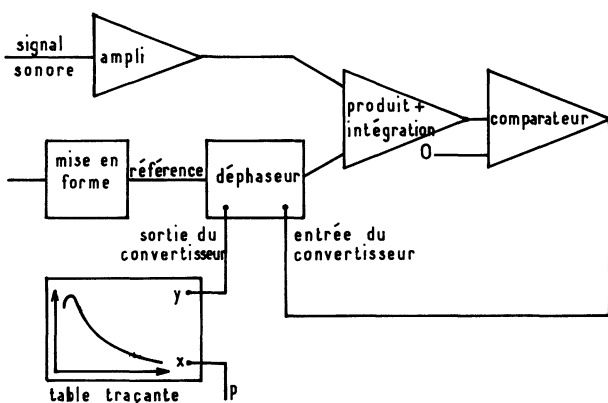 signal
sonore
ampli
produit +
intégration
comparateur
O
mise en
forme
référence
déphaseur
sortie du
convertisseur
entrée du
convertisseur
y
x
P
table traçante